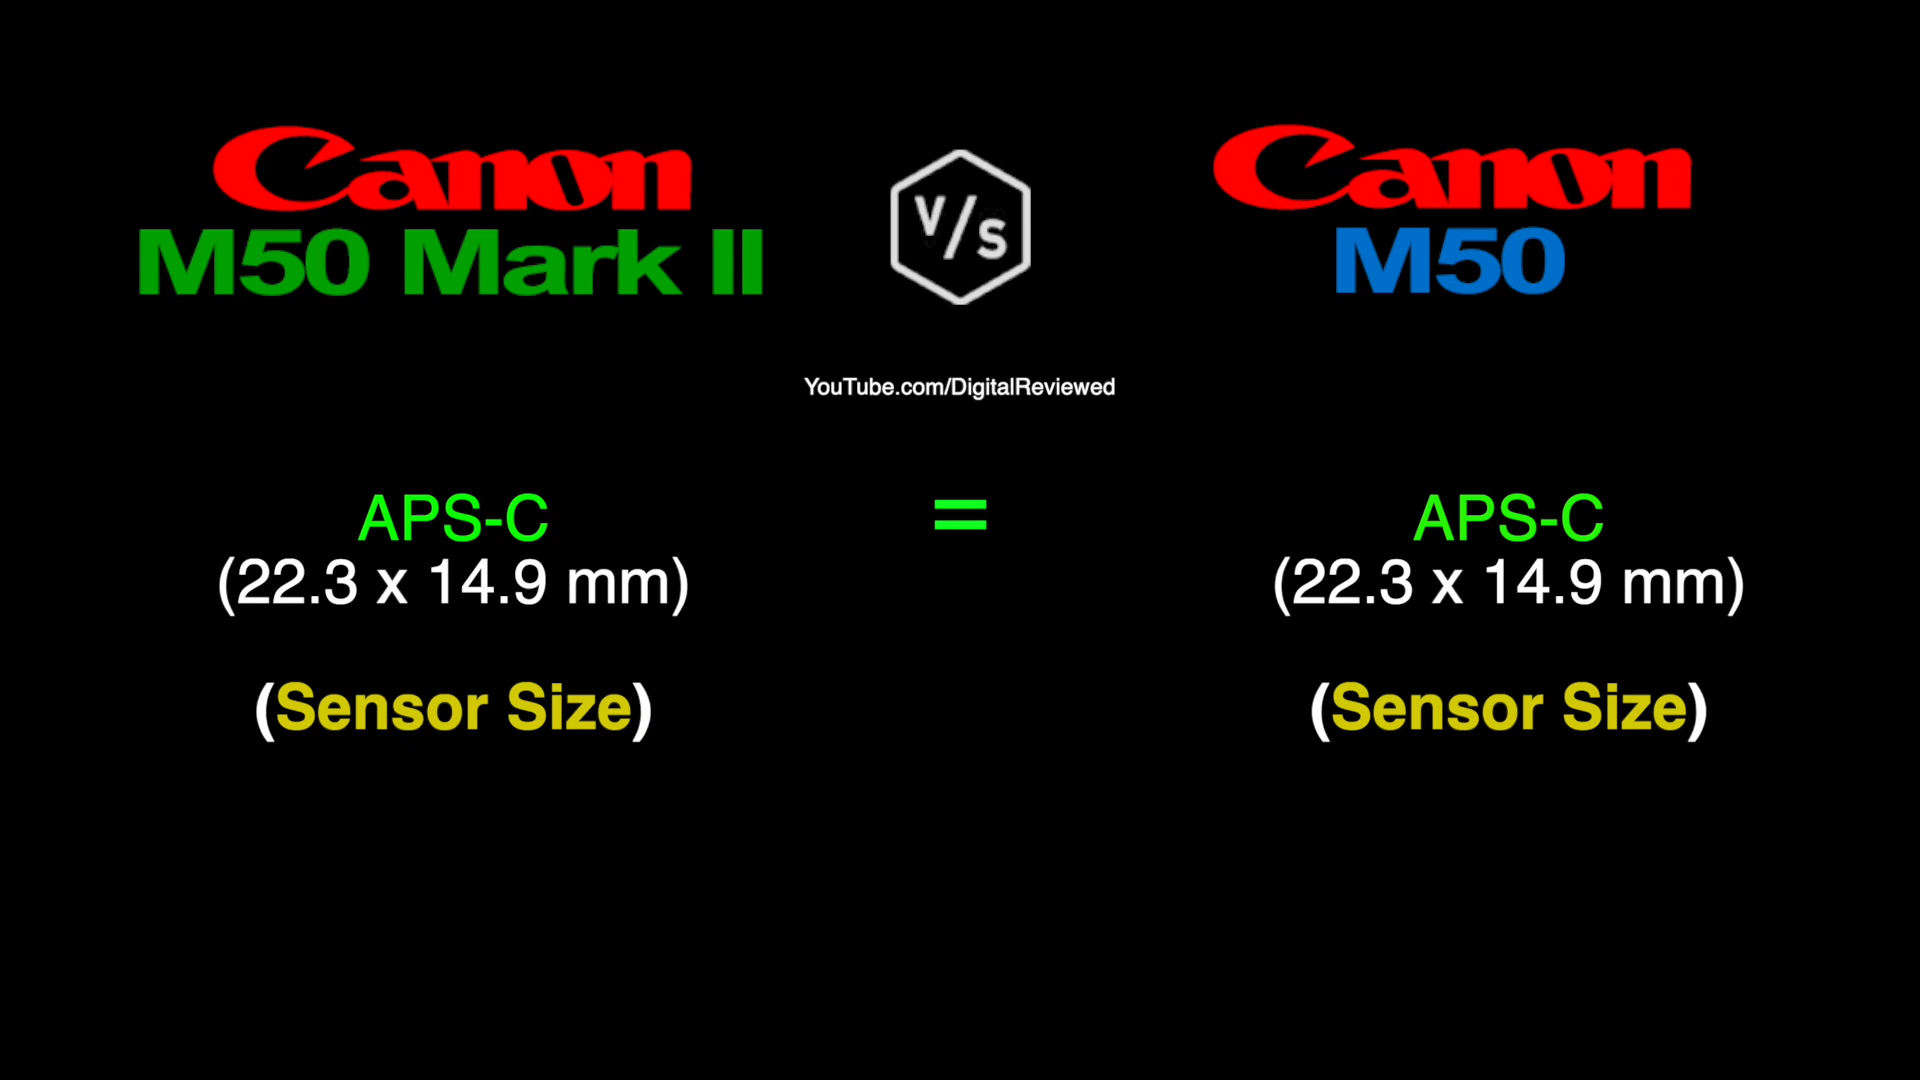 Canon
M50 Mark II
V/S
Canon
M50
YouTube.com/DigitalReviewed
APS-C
(22.3 x 14.9 mm)
(Sensor Size)
=
APS-C
(22.3 x 14.9 mm)
(Sensor Size)